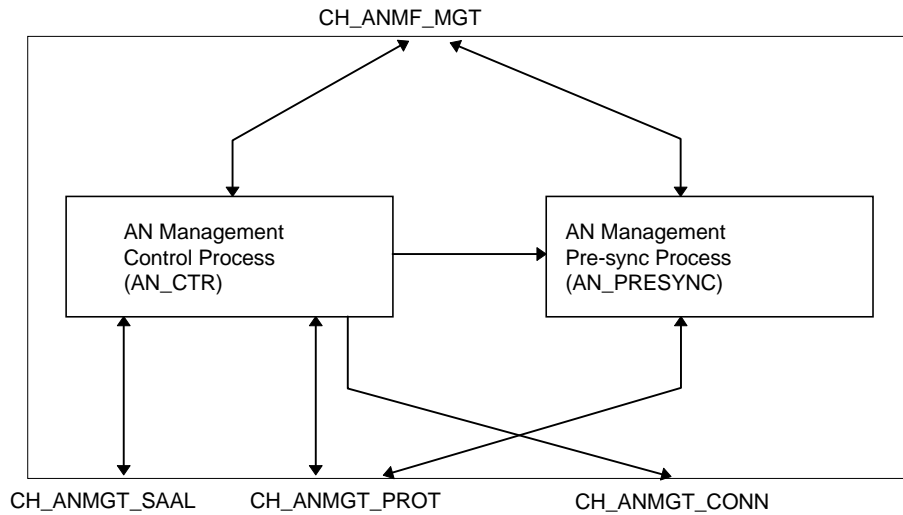 CH_ANMF_MGT
AN Management
Control Process
(AN_CTR)
AN Management
Pre-sync Process
(AN_PRESYNC)
CH_ANMGT_SAAL
CH_ANMGT_PROT
CH_ANMGT_CONN